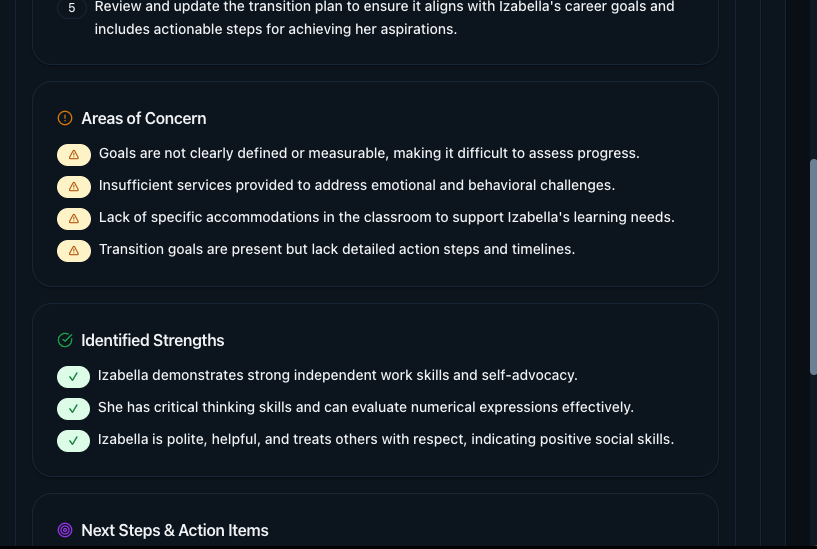 5
Review and update the transition plan to ensure it aligns with Izabella's career goals and
includes actionable steps for achieving her aspirations.
Areas of Concern
Goals are not clearly defined or measurable, making it difficult to assess progress.
Insufficient services provided to address emotional and behavioral challenges.
Lack of specific accommodations in the classroom to support Izabella's learning needs.
Transition goals are present but lack detailed action steps and timelines.
Identified Strengths
Izabella demonstrates strong independent work skills and self-advocacy.
She has critical thinking skills and can evaluate numerical expressions effectively.
Izabella is polite, helpful, and treats others with respect, indicating positive social skills.
Next Steps & Action Items